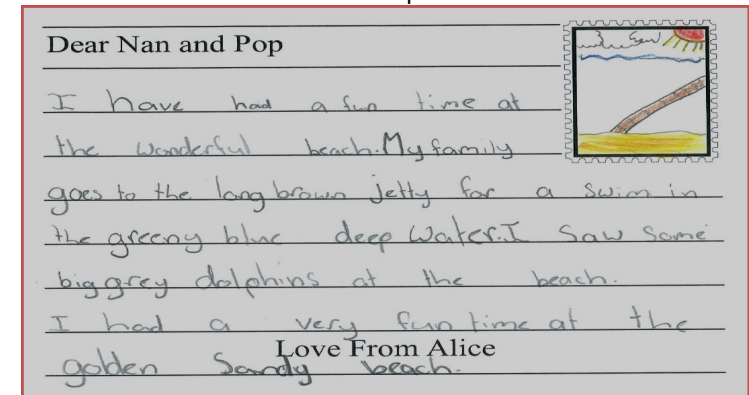 Dear Nan and Pop
I have had a fun time at
the wonderful beach. My family
goes to the long brown jetty for a swim in
the greeny blue deep water. I saw some
big grey dolphins at the beach.
I had a very fun time at the
Love From Alice
golden sandy beach.